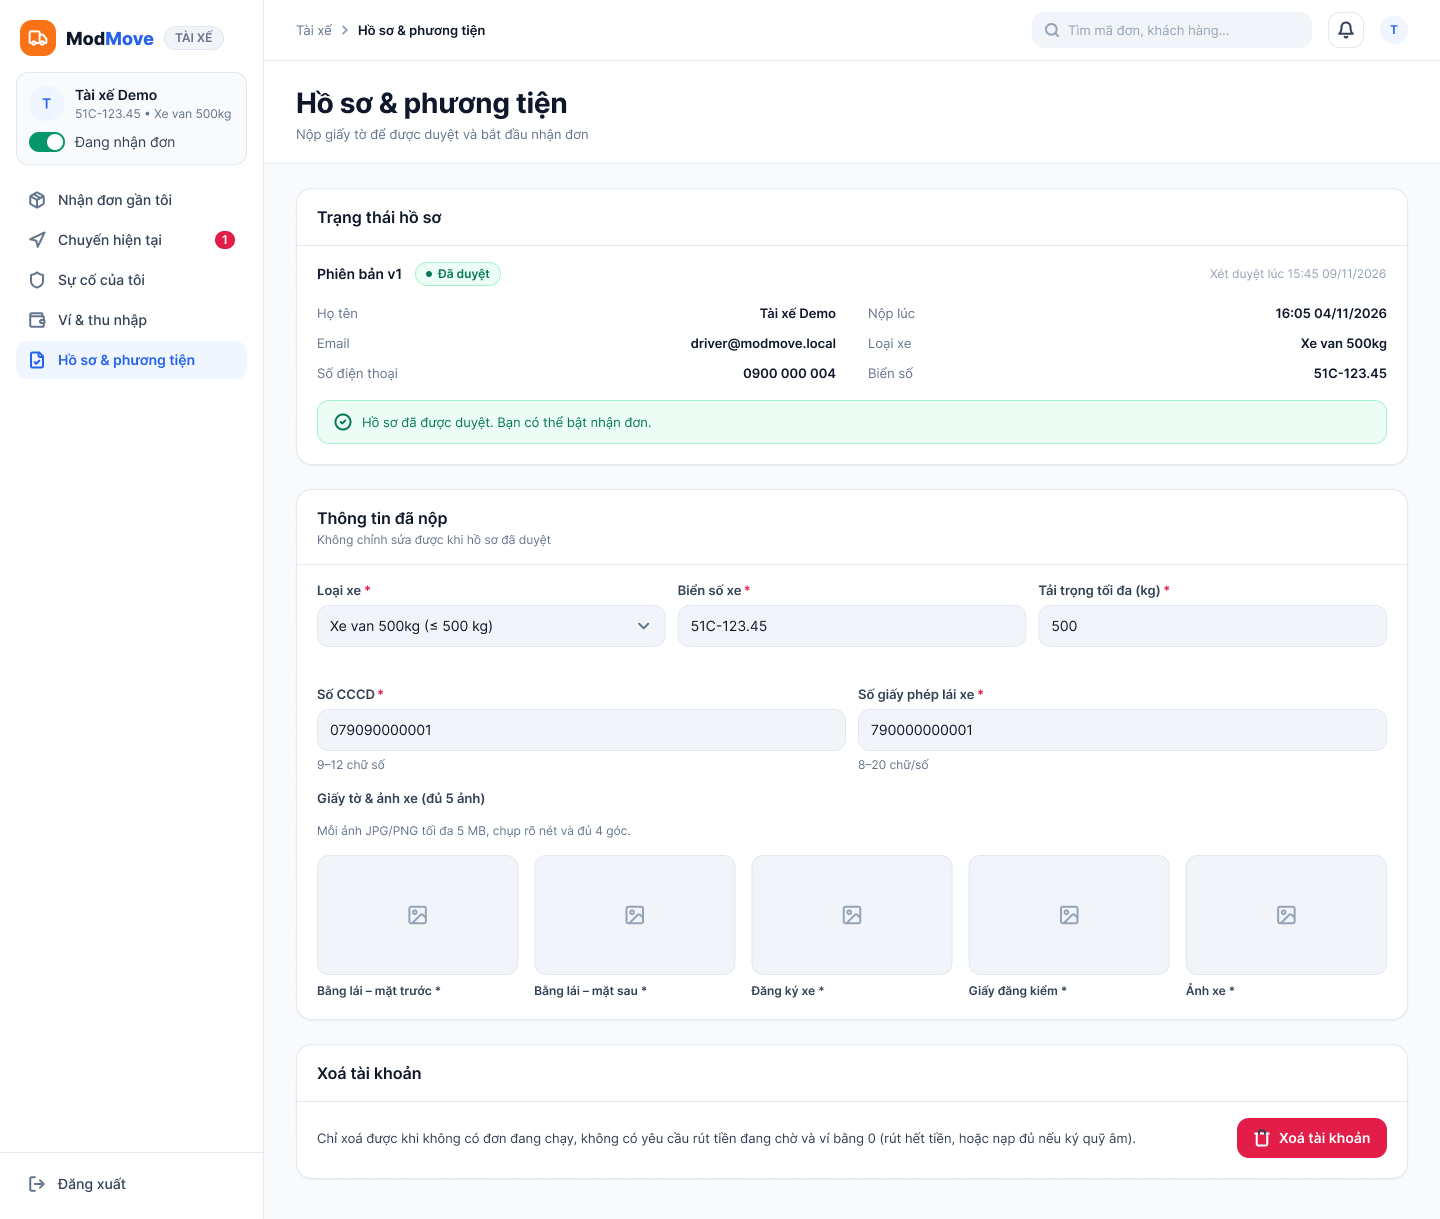 ModMove
TÀI XẾ
T
Tài xế Demo
51C-123.45 • Xe van 500kg
Đang nhận đơn
Nhận đơn gần tôi
Chuyến hiện tại
1
Sự cố của tôi
Ví & thu nhập
Hồ sơ & phương tiện
Đăng xuất
Tài xế
Hồ sơ & phương tiện
Tìm mã đơn, khách hàng...
T
Hồ sơ & phương tiện
Nộp giấy tờ để được duyệt và bắt đầu nhận đơn
Trạng thái hồ sơ
Phiên bản v1
Đã duyệt
Xét duyệt lúc 15:45 09/11/2026
Họ tên
Tài xế Demo
Nộp lúc
16:05 04/11/2026
Email
driver@modmove.local
Loại xe
Xe van 500kg
Số điện thoại
0900 000 004
Biển số
51C-123.45
Hồ sơ đã được duyệt. Bạn có thể bật nhận đơn.
Thông tin đã nộp
Không chỉnh sửa được khi hồ sơ đã duyệt
Loại xe *
Biển số xe *
Tải trọng tối đa (kg) *
Xe van 500kg (≤ 500 kg)
51C-123.45
500
Số CCCD *
Số giấy phép lái xe *
079090000001
790000000001
9–12 chữ số
8–20 chữ/số
Giấy tờ & ảnh xe (đủ 5 ảnh)
Mỗi ảnh JPG/PNG tối đa 5 MB, chụp rõ nét và đủ 4 góc.
Bằng lái – mặt trước *
Bằng lái – mặt sau *
Đăng ký xe *
Giấy đăng kiểm *
Ảnh xe *
Xoá tài khoản
Chỉ xoá được khi không có đơn đang chạy, không có yêu cầu rút tiền đang chờ và ví bằng 0 (rút hết tiền, hoặc nạp đủ nếu ký quỹ âm).
Xoá tài khoản